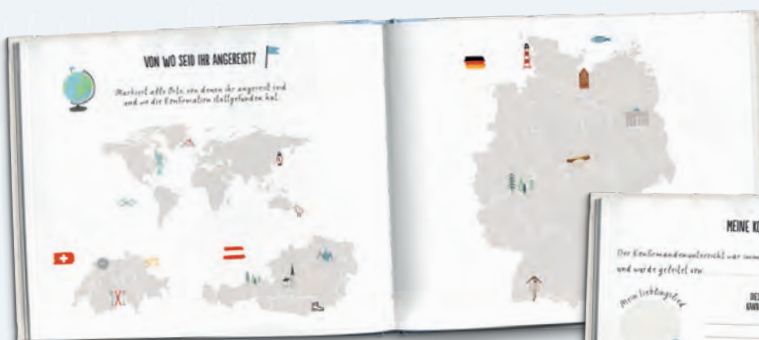 VON WO SEID IHR ANGEREIST?
Markiert alle Orte, von denen ihr angereist seid
und wo die Konfirmation stattgefunden hat.
MEINE
Der Konfirmandenunterricht war
und wurde geleitet von
Mein Lieblingslied